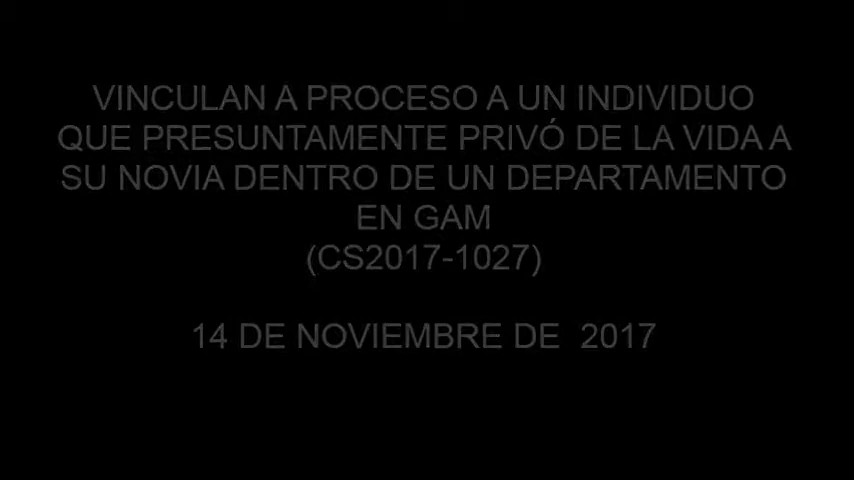 VINCULAN A PROCESO A UN INDIVIDUO
QUE PRESUNTAMENTE PRIVÓ DE LA VIDA A
SU NOVIA DENTRO DE UN DEPARTAMENTO
EN GAM
(CS2017-1027)
14 DE NOVIEMBRE DE 2017